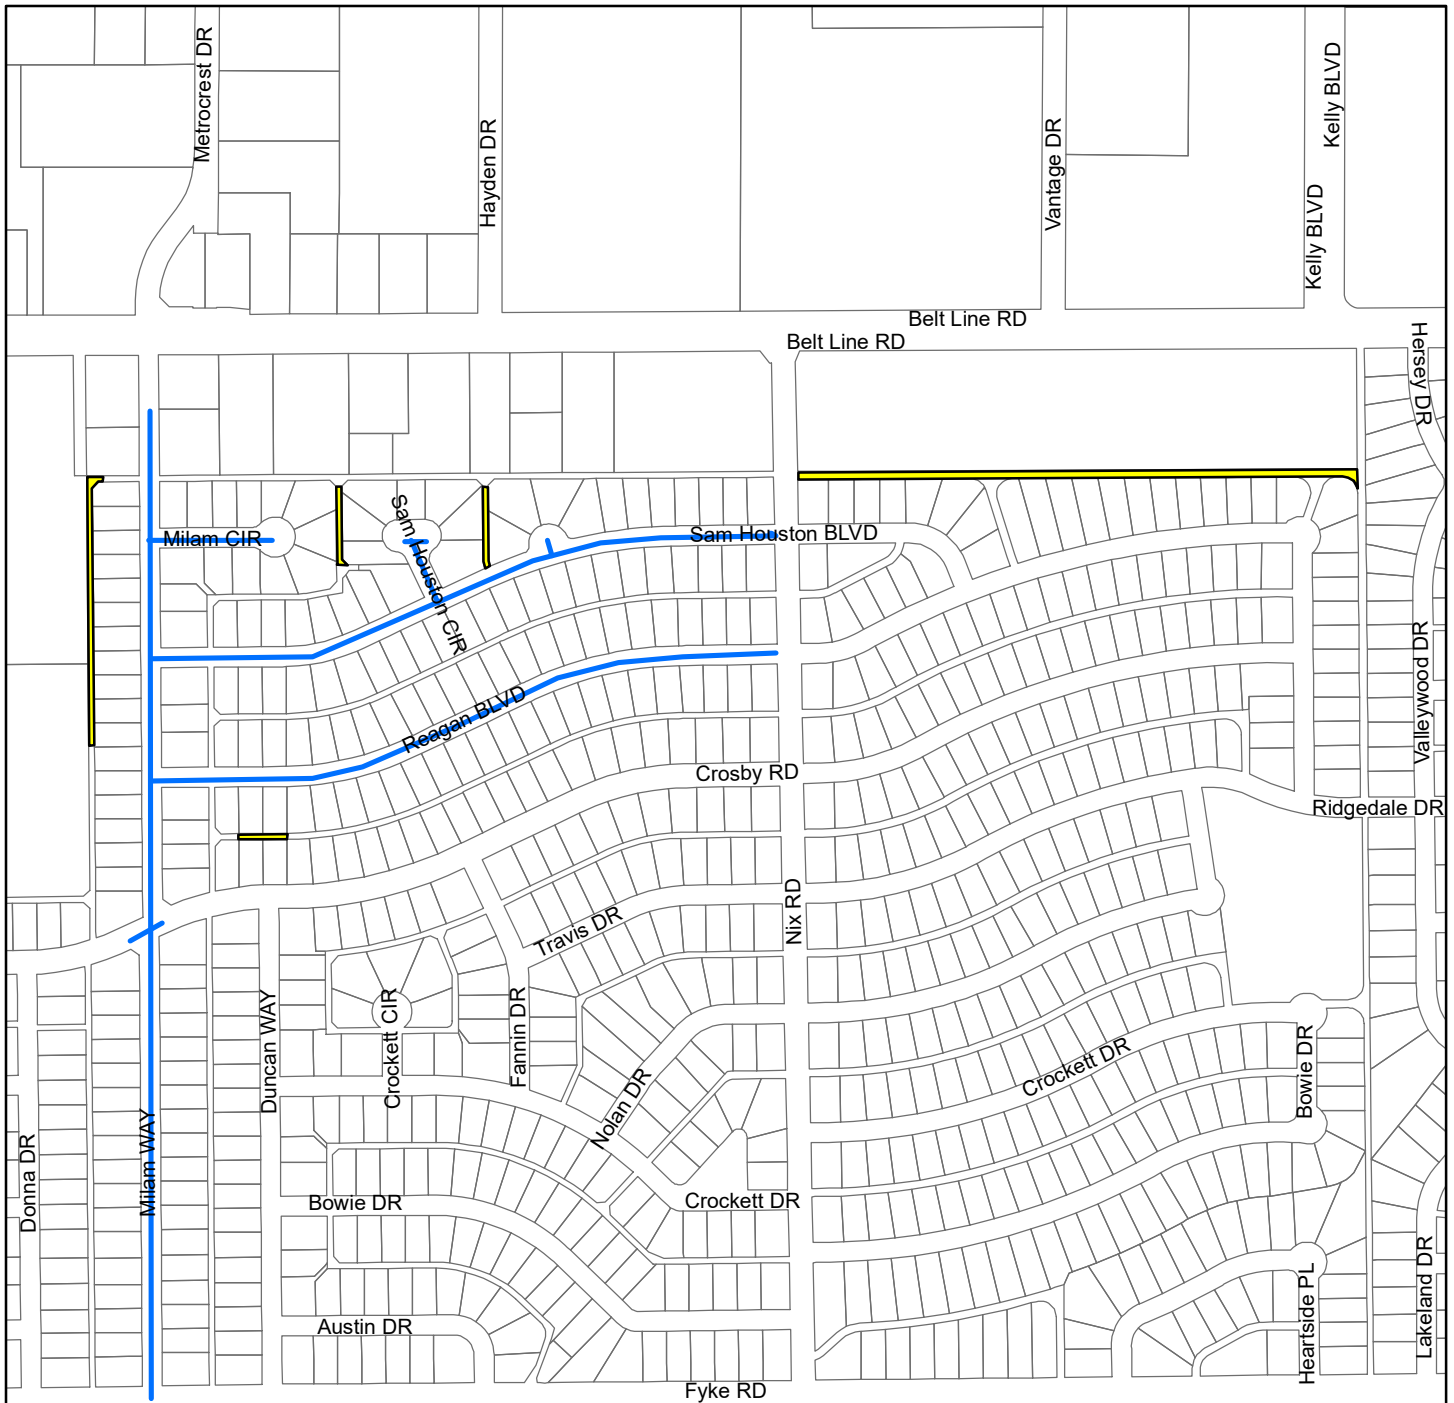 Metrocrest DR
Hayden DR
Vantage DR
Kelly BLVD
Kelly BLVD
Belt Line RD
Belt Line RD
Hersey DR
Milam CIR
Sam Houston CIR
Sam Houston BLVD
Reagan BLVD
Valleywood DR
Crosby RD
Ridgedale DR
Nix RD
Travis DR
Duncan WAY
Crockett CIR
Fannin DR
Nolan DR
Crockett DR
Bowie DR
Donna DR
Milam WAY
Bowie DR
Crockett DR
Austin DR
Heartside PL
Lakeland DR
Fyke RD